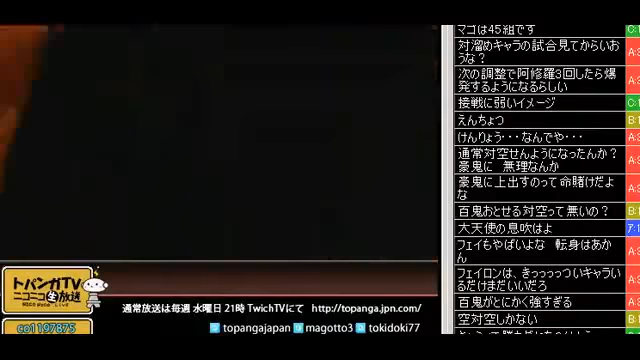 マゴは45組です
対溜めキャラの試合見てからいお
うな?
次の調整で阿修羅3回したら爆
発するようになるらしい
接戦に弱いイメージ
えんちょつ
けんりょう・・・なんでや・・・
通常対空せんようになったんか?
豪鬼に 無理なんか
豪鬼に上出すのって命賭けだよ
な
百鬼おとせる対空って無いの?
大天使の息吹はよ
フェイもやばいよな 転身はあか
ん
フェイロンは、きっっっっついキャラい
るだけまだいいだろ
百鬼がとにかく強すぎる
空対空しかない
トパンガTV
ニコニコ生放送
co1197875
通常放送は毎週 水曜日 21時 TwichTVにて http://topanga.jpn.com/
topangajapan magotto3 tokidoki77